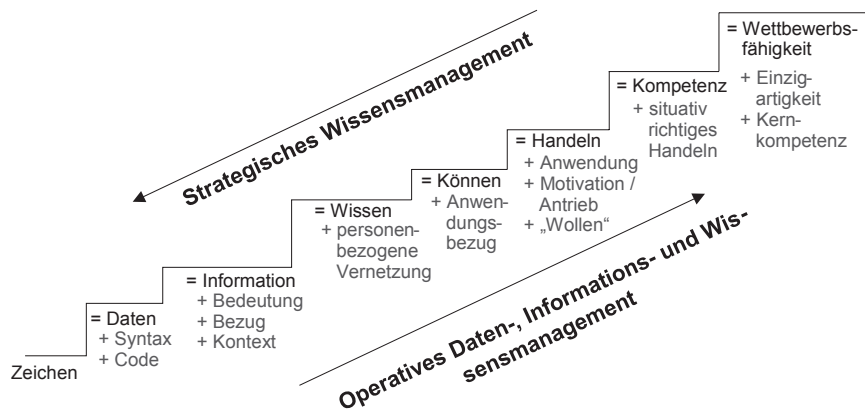 Strategisches Wissensmanagement
Zeichen
= Daten
+ Syntax
+ Code
= Information
+ Bedeutung
+ Bezug
+ Kontext
= Wissen
+ personen-
bezogene
Vernetzung
= Können
+ Anwen-
dungs-
bezug
= Handeln
+ Anwendung
+ Motivation /
Antrieb
+ „Wollen“
= Kompetenz
+ situativ
richtiges
Handeln
= Wettbewerbs-
fähigkeit
+ Einzig-
artigkeit
+ Kern-
kompetenz
Operatives Daten-, Informations- und Wis-
sensmanagement